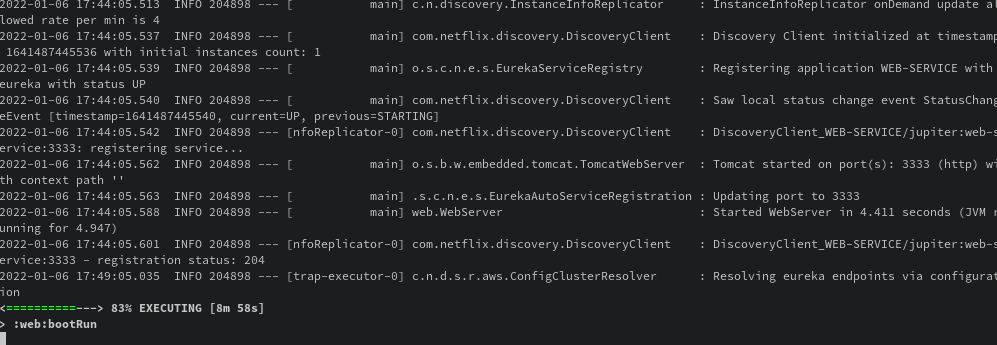 2022-01-06 17:44:05.513  INFO 204898 --- [           main] c.n.discovery.InstanceInfoReplicator     : InstanceInfoReplicator onDemand update al
lowed rate per min is 4
2022-01-06 17:44:05.537  INFO 204898 --- [           main] com.netflix.discovery.DiscoveryClient    : Discovery Client initialized at timestamp
 1641487445536 with initial instances count: 1
2022-01-06 17:44:05.539  INFO 204898 --- [           main] o.s.c.n.e.s.EurekaServiceRegistry        : Registering application WEB-SERVICE with 
eureka with status UP
2022-01-06 17:44:05.540  INFO 204898 --- [           main] com.netflix.discovery.DiscoveryClient    : Saw local status change event StatusChang
eEvent [timestamp=1641487445540, current=UP, previous=STARTING]
2022-01-06 17:44:05.542  INFO 204898 --- [nfoReplicator-0] com.netflix.discovery.DiscoveryClient    : DiscoveryClient_WEB-SERVICE/jupiter:web-s
ervice:3333: registering service...
2022-01-06 17:44:05.562  INFO 204898 --- [           main] o.s.b.w.embedded.tomcat.TomcatWebServer  : Tomcat started on port(s): 3333 (http) wi
th context path ''
2022-01-06 17:44:05.563  INFO 204898 --- [           main] .s.c.n.e.s.EurekaAutoServiceRegistration : Updating port to 3333
2022-01-06 17:44:05.588  INFO 204898 --- [           main] web.WebServer                            : Started WebServer in 4.411 seconds (JVM r
unning for 4.947)
2022-01-06 17:44:05.601  INFO 204898 --- [nfoReplicator-0] com.netflix.discovery.DiscoveryClient    : DiscoveryClient_WEB-SERVICE/jupiter:web-s
ervice:3333 - registration status: 204
2022-01-06 17:49:05.035  INFO 204898 --- [trap-executor-0] c.n.d.s.r.aws.ConfigClusterResolver      : Resolving eureka endpoints via configurat
ion
<==========---> 83% EXECUTING [8m 58s]
> :web:bootRun